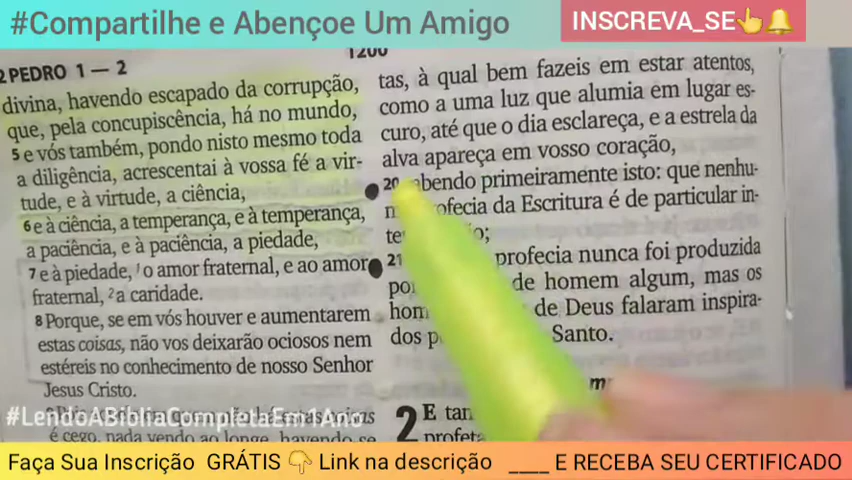 #Compartilhe e Abençoe Um Amigo
INSCREVA_SE👆🔔
1200
2 PEDRO 1 — 2
divina, havendo escapado da corrupção,
que, pela concupiscência, há no mundo,
5 e vós também, pondo nisto mesmo toda
a diligência, acrescentai à vossa fé a vir-
tude, e à virtude, a ciência,
6 e à ciência, a temperança, e à temperança,
a paciência, e à paciência, a piedade,
7 e à piedade, ¹o amor fraternal, e ao amor
fraternal, ²a caridade.
8 Porque, se em vós houver e aumentarem
estas coisas, não vos deixarão ociosos nem
estéreis no conhecimento de nosso Senhor
Jesus Cristo.
é cego, nada vendo ao longe, havendo-se
tas, à qual bem fazeis em estar atentos,
como a uma luz que alumia em lugar es-
curo, até que o dia esclareça, e a estrela da
alva apareça em vosso coração,
20 sabendo primeiramente isto: que nenhu-
profecia da Escritura é de particular in-
21 profecia nunca foi produzida
de homem algum, mas os
de Deus falaram inspira-
dos Santo.
2 E
#LendoABibliaCompletaEm1Ano
Faça Sua Inscrição GRÁTIS 👇 Link na descrição ____ E RECEBA SEU CERTIFICADO